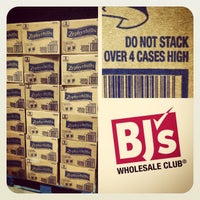 Zephyrhills
DO NOT STACK
OVER 4 CASES HIGH
BJ's
WHOLESALE CLUB®